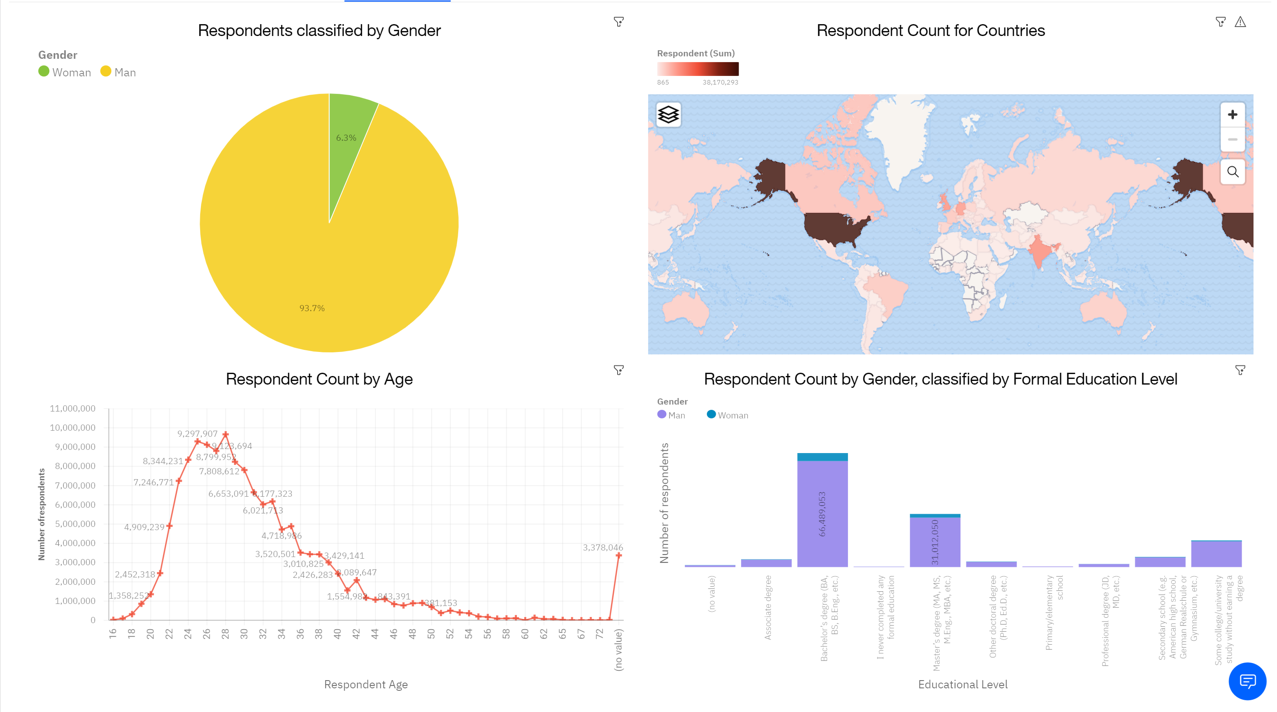 Respondents classified by Gender
Gender
Woman
Man
6.3%
93.7%
Respondent Count for Countries
Respondent (Sum)
865
38,170,293
Respondent Count by Age
Number ofrespondents
11,000,000
10,000,000
9,000,000
8,000,000
7,000,000
6,000,000
5,000,000
4,000,000
3,000,000
2,000,000
1,000,000
0
1,358,252
2,452,318
4,909,239
7,246,771
8,344,231
9,297,907
8,799,952
9,123,694
7,808,612
6,653,091
6,021,713
6,177,323
4,718,986
3,520,501
3,429,141
3,010,825
2,426,283
2,089,647
843,391
3,378,046
16
18
20
22
24
26
28
30
32
34
36
38
40
42
44
46
48
50
52
54
56
58
60
62
65
67
72
(no value)
Respondent Age
Respondent Count by Gender, classified by Formal Education Level
Gender
Man
Woman
Number of respondents
66,489,053
31,012,050
(no value)
Associate degree
Bachelor's degree (BA,
BS, B.Eng., etc.)
I never completed any
formal education
Master's degree (MA, MS,
M.Eng., MBA, etc.)
Other doctoral degree
(Ph.D, Ed.D., etc.)
Primary/elementary
school
Professional degree (JD,
MD, etc.)
Secondary school (e.g.
American high school,
German Realschule or
Gymnasium, etc.)
Some college/university
study without earning a
degree
Educational Level